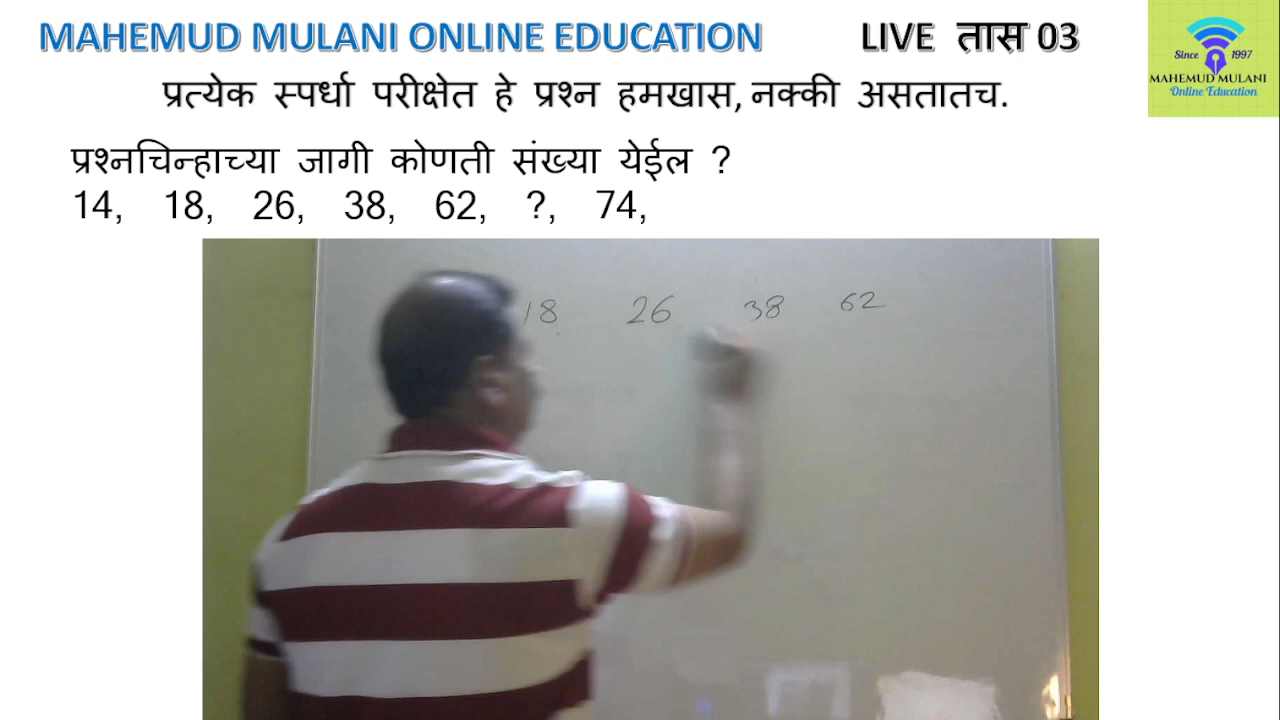 MAHEMUD MULANI ONLINE EDUCATION LIVE तास 03
Since 1997
MAHEMUD MULANI
Online Education
प्रत्येक स्पर्धा परीक्षेत हे प्रश्न हमखास, नक्की असतातच.
प्रश्नचिन्हाच्या जागी कोणती संख्या येईल ?
14, 18, 26, 38, 62, ?, 74,
18 26 38 62